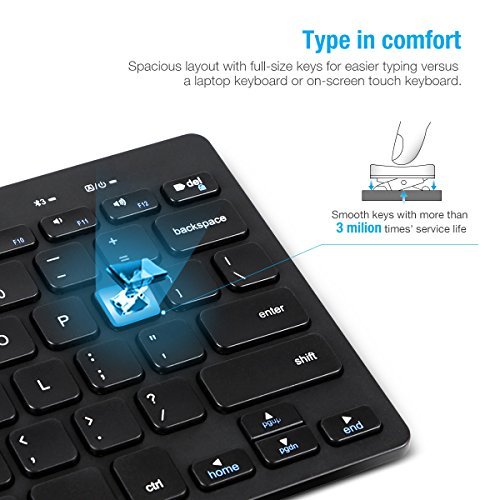 Type in comfort
Spacious layout with full-size keys for easier typing versus
a laptop keyboard or on-screen touch keyboard.
Smooth keys with more than
3 milion times' service life
3
A/
del
F10
F11
F12
backspace
_ -
+ =
P
{ [
} ]
| \
enter
L
: ;
" '
shift
< ,
> .
? /
ctrl
pgup
home
pgdn
end